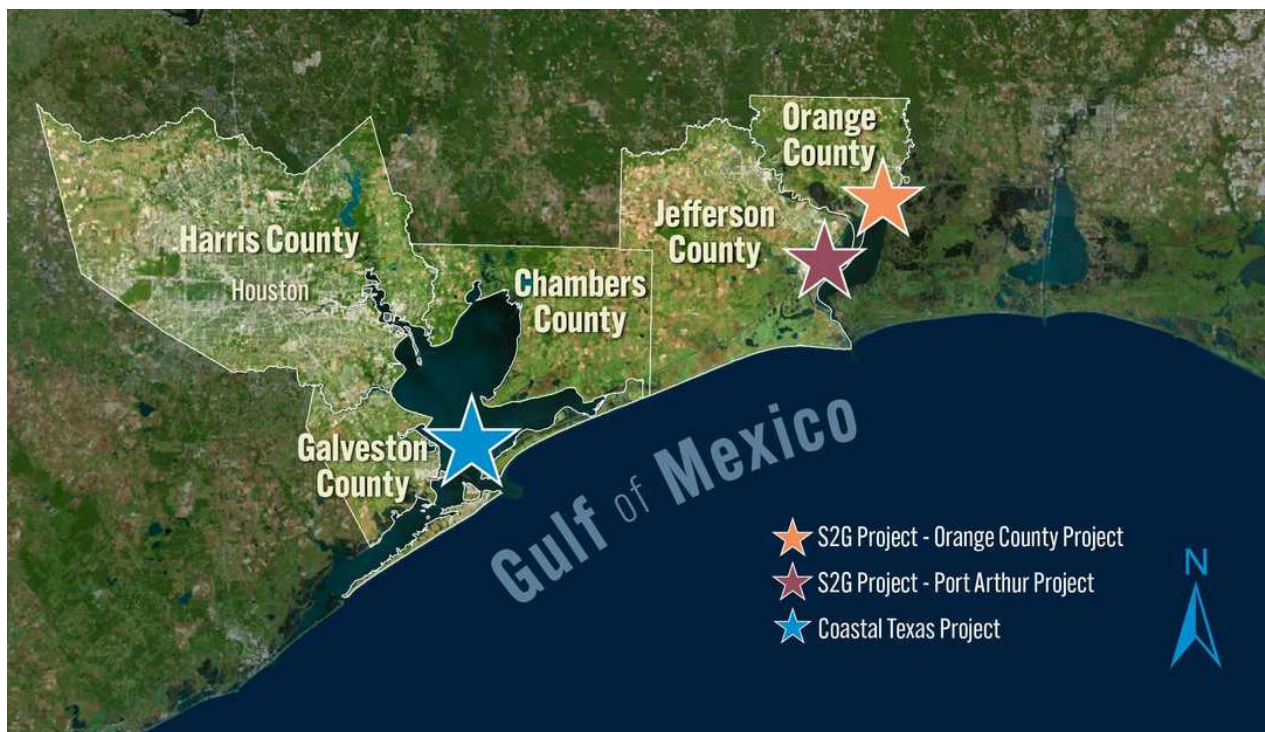 Orange
County
Jefferson
County
Harris County
Houston
Chambers
County
Galveston
County
Gulf of Mexico
S2G Project - Orange County Project
S2G Project - Port Arthur Project
Coastal Texas Project
N